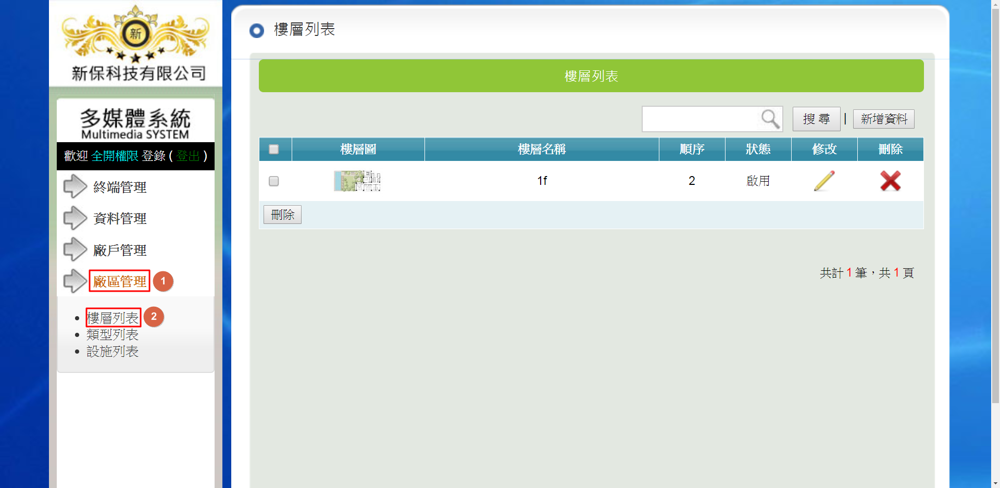 新
新保科技有限公司
多媒體系統
Multimedia SYSTEM
歡迎 全開權限 登錄 ( 登出 )
終端管理
資料管理
廠戶管理
廠區管理 1
樓層列表 2
類型列表
設施列表
樓層列表
樓層列表
搜 尋 | 新增資料
樓層圖 樓層名稱 順序 狀態 修改 刪除
1f 2 啟用
刪除
共計 1 筆，共 1 頁